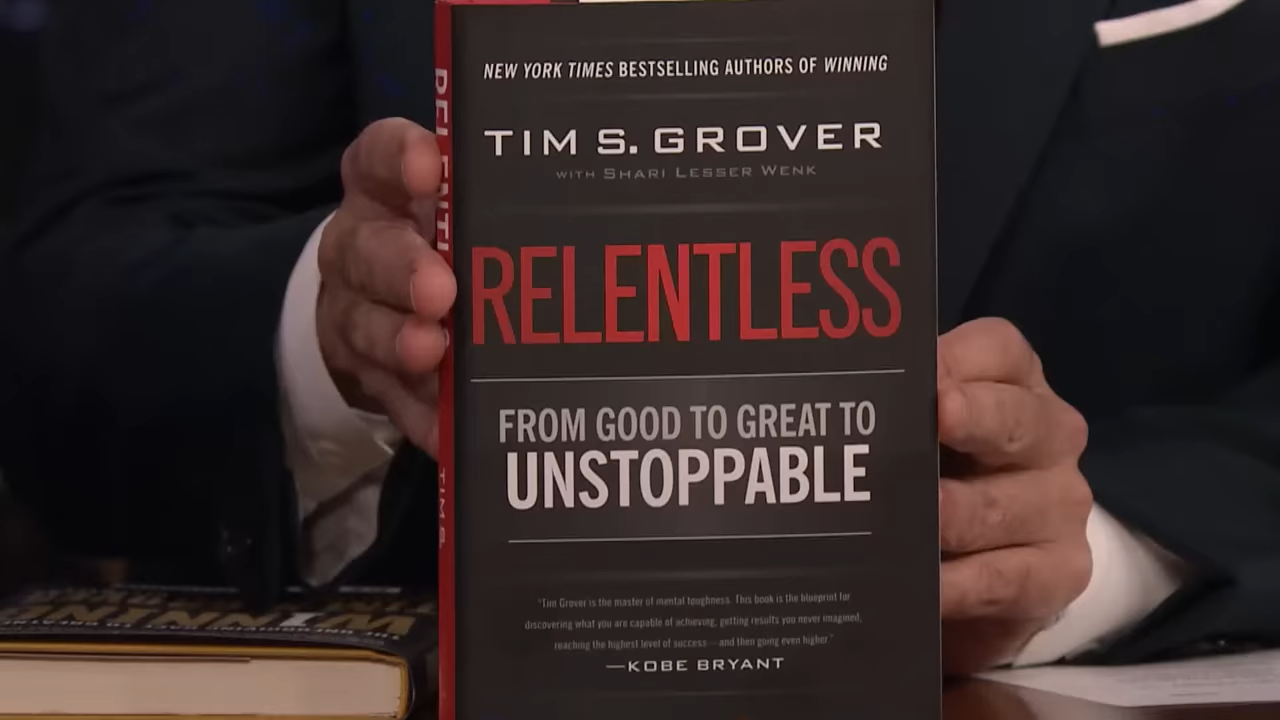 NEW YORK TIMES BESTSELLING AUTHORS OF WINNING
TIM S. GROVER
WITH SHARI LESSER WENK
RELENTLESS
FROM GOOD TO GREAT TO
UNSTOPPABLE
"Tim Grover is the master of mental toughness. This book is the blueprint for
discovering what you are capable of achieving, getting results you never imagined,
reaching the highest level of success—and then going even higher."
—KOBE BRYANT
RELENTL
TIM S.
W1NNING